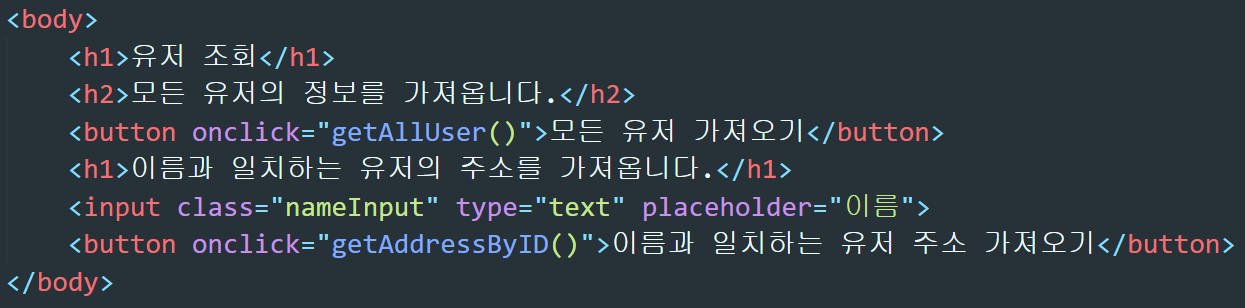 <body>
<h1>유저 조회</h1>
<h2>모든 유저의 정보를 가져옵니다.</h2>
<button onclick="getAllUser()">모든 유저 가져오기</button>
<h1>이름과 일치하는 유저의 주소를 가져옵니다.</h1>
<input class="nameInput" type="text" placeholder="이름">
<button onclick="getAddressByID()">이름과 일치하는 유저 주소 가져오기</button>
</body>